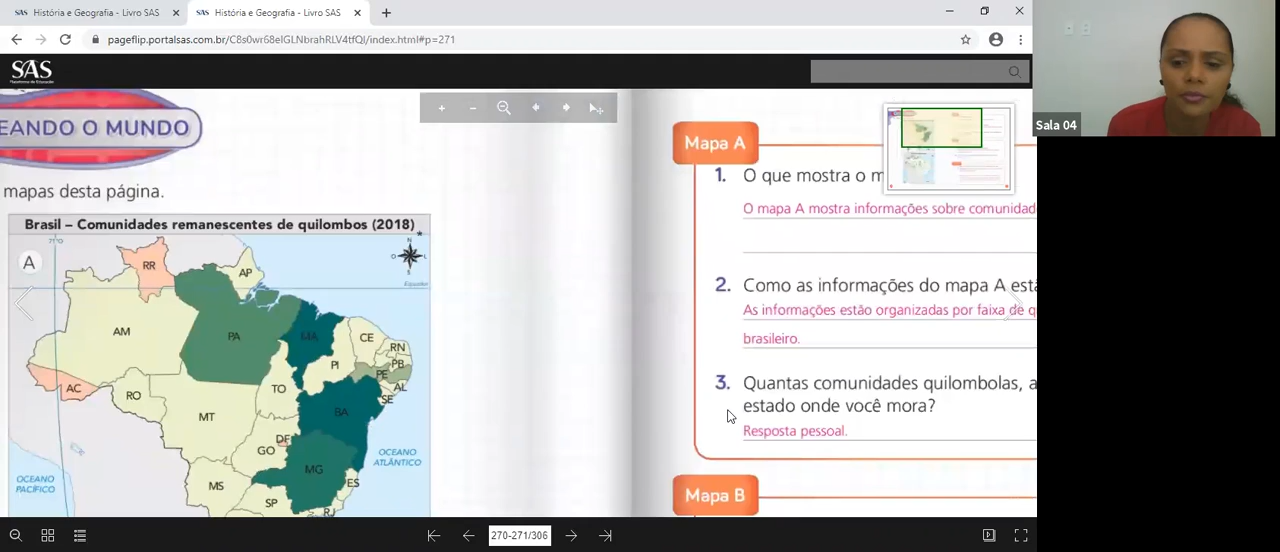 História e Geografia - Livro SAS
História e Geografia - Livro SAS
pageflip.portalsas.com.br/C8s0wr68elGLNbrahRLV4tfQI/index.html#p=271
SAS
Plataforma de Educação
EANDO O MUNDO
mapas desta página.
Brasil – Comunidades remanescentes de quilombos (2018)
A
N
O
L
S
Equador
RR
AP
AM
PA
MA
CE
RN
PB
PI
PE
AL
SE
AC
RO
TO
MT
BA
DF
GO
MG
ES
MS
SP
RJ
OCEANO
ATLÂNTICO
OCEANO
PACÍFICO
Mapa A
1. O que mostra o m
O mapa A mostra informações sobre comunidad
2. Como as informações do mapa A est
As informações estão organizadas por faixa de q
brasileiro.
3. Quantas comunidades quilombolas, a
estado onde você mora?
Resposta pessoal.
Mapa B
270-271/306
Sala 04